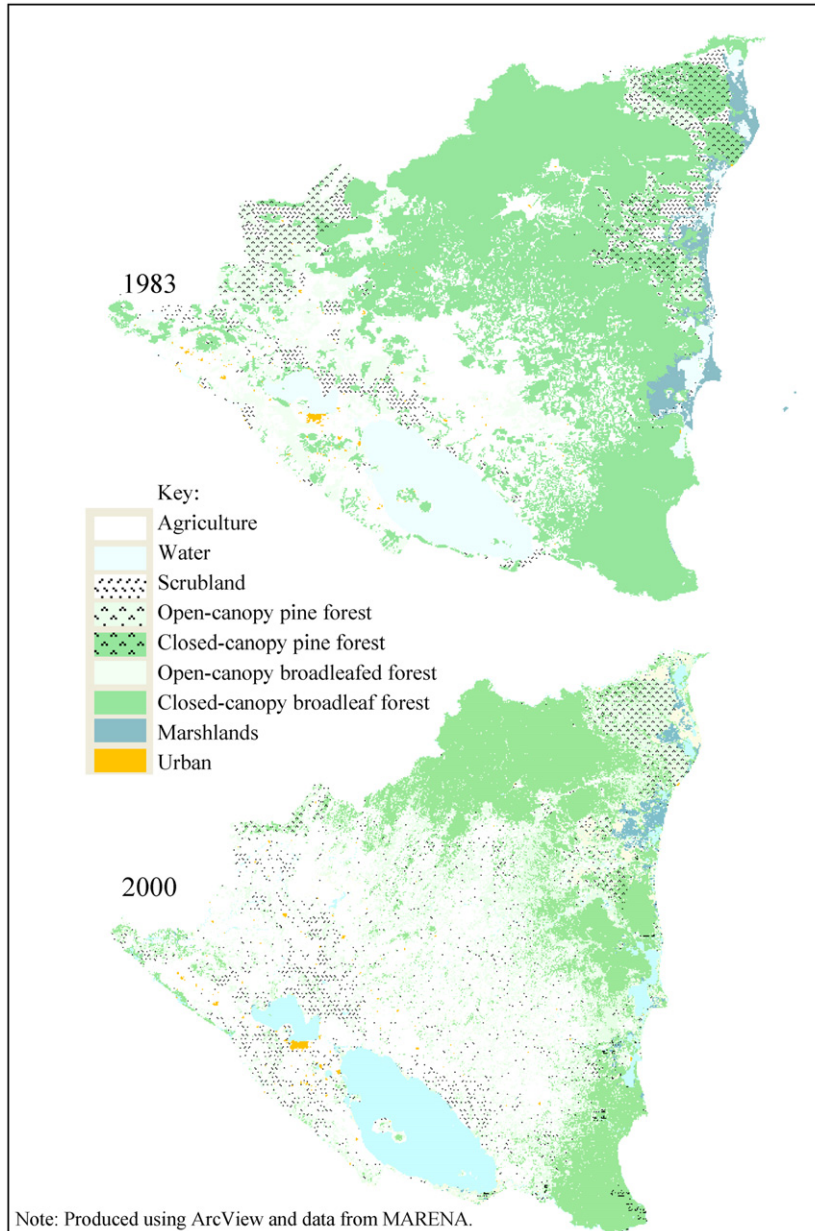 1983
Key:
Agriculture
Water
Scrubland
Open-canopy pine forest
Closed-canopy pine forest
Open-canopy broadleafed forest
Closed-canopy broadleaf forest
Marshlands
Urban
2000
Note: Produced using ArcView and data from MARENA.